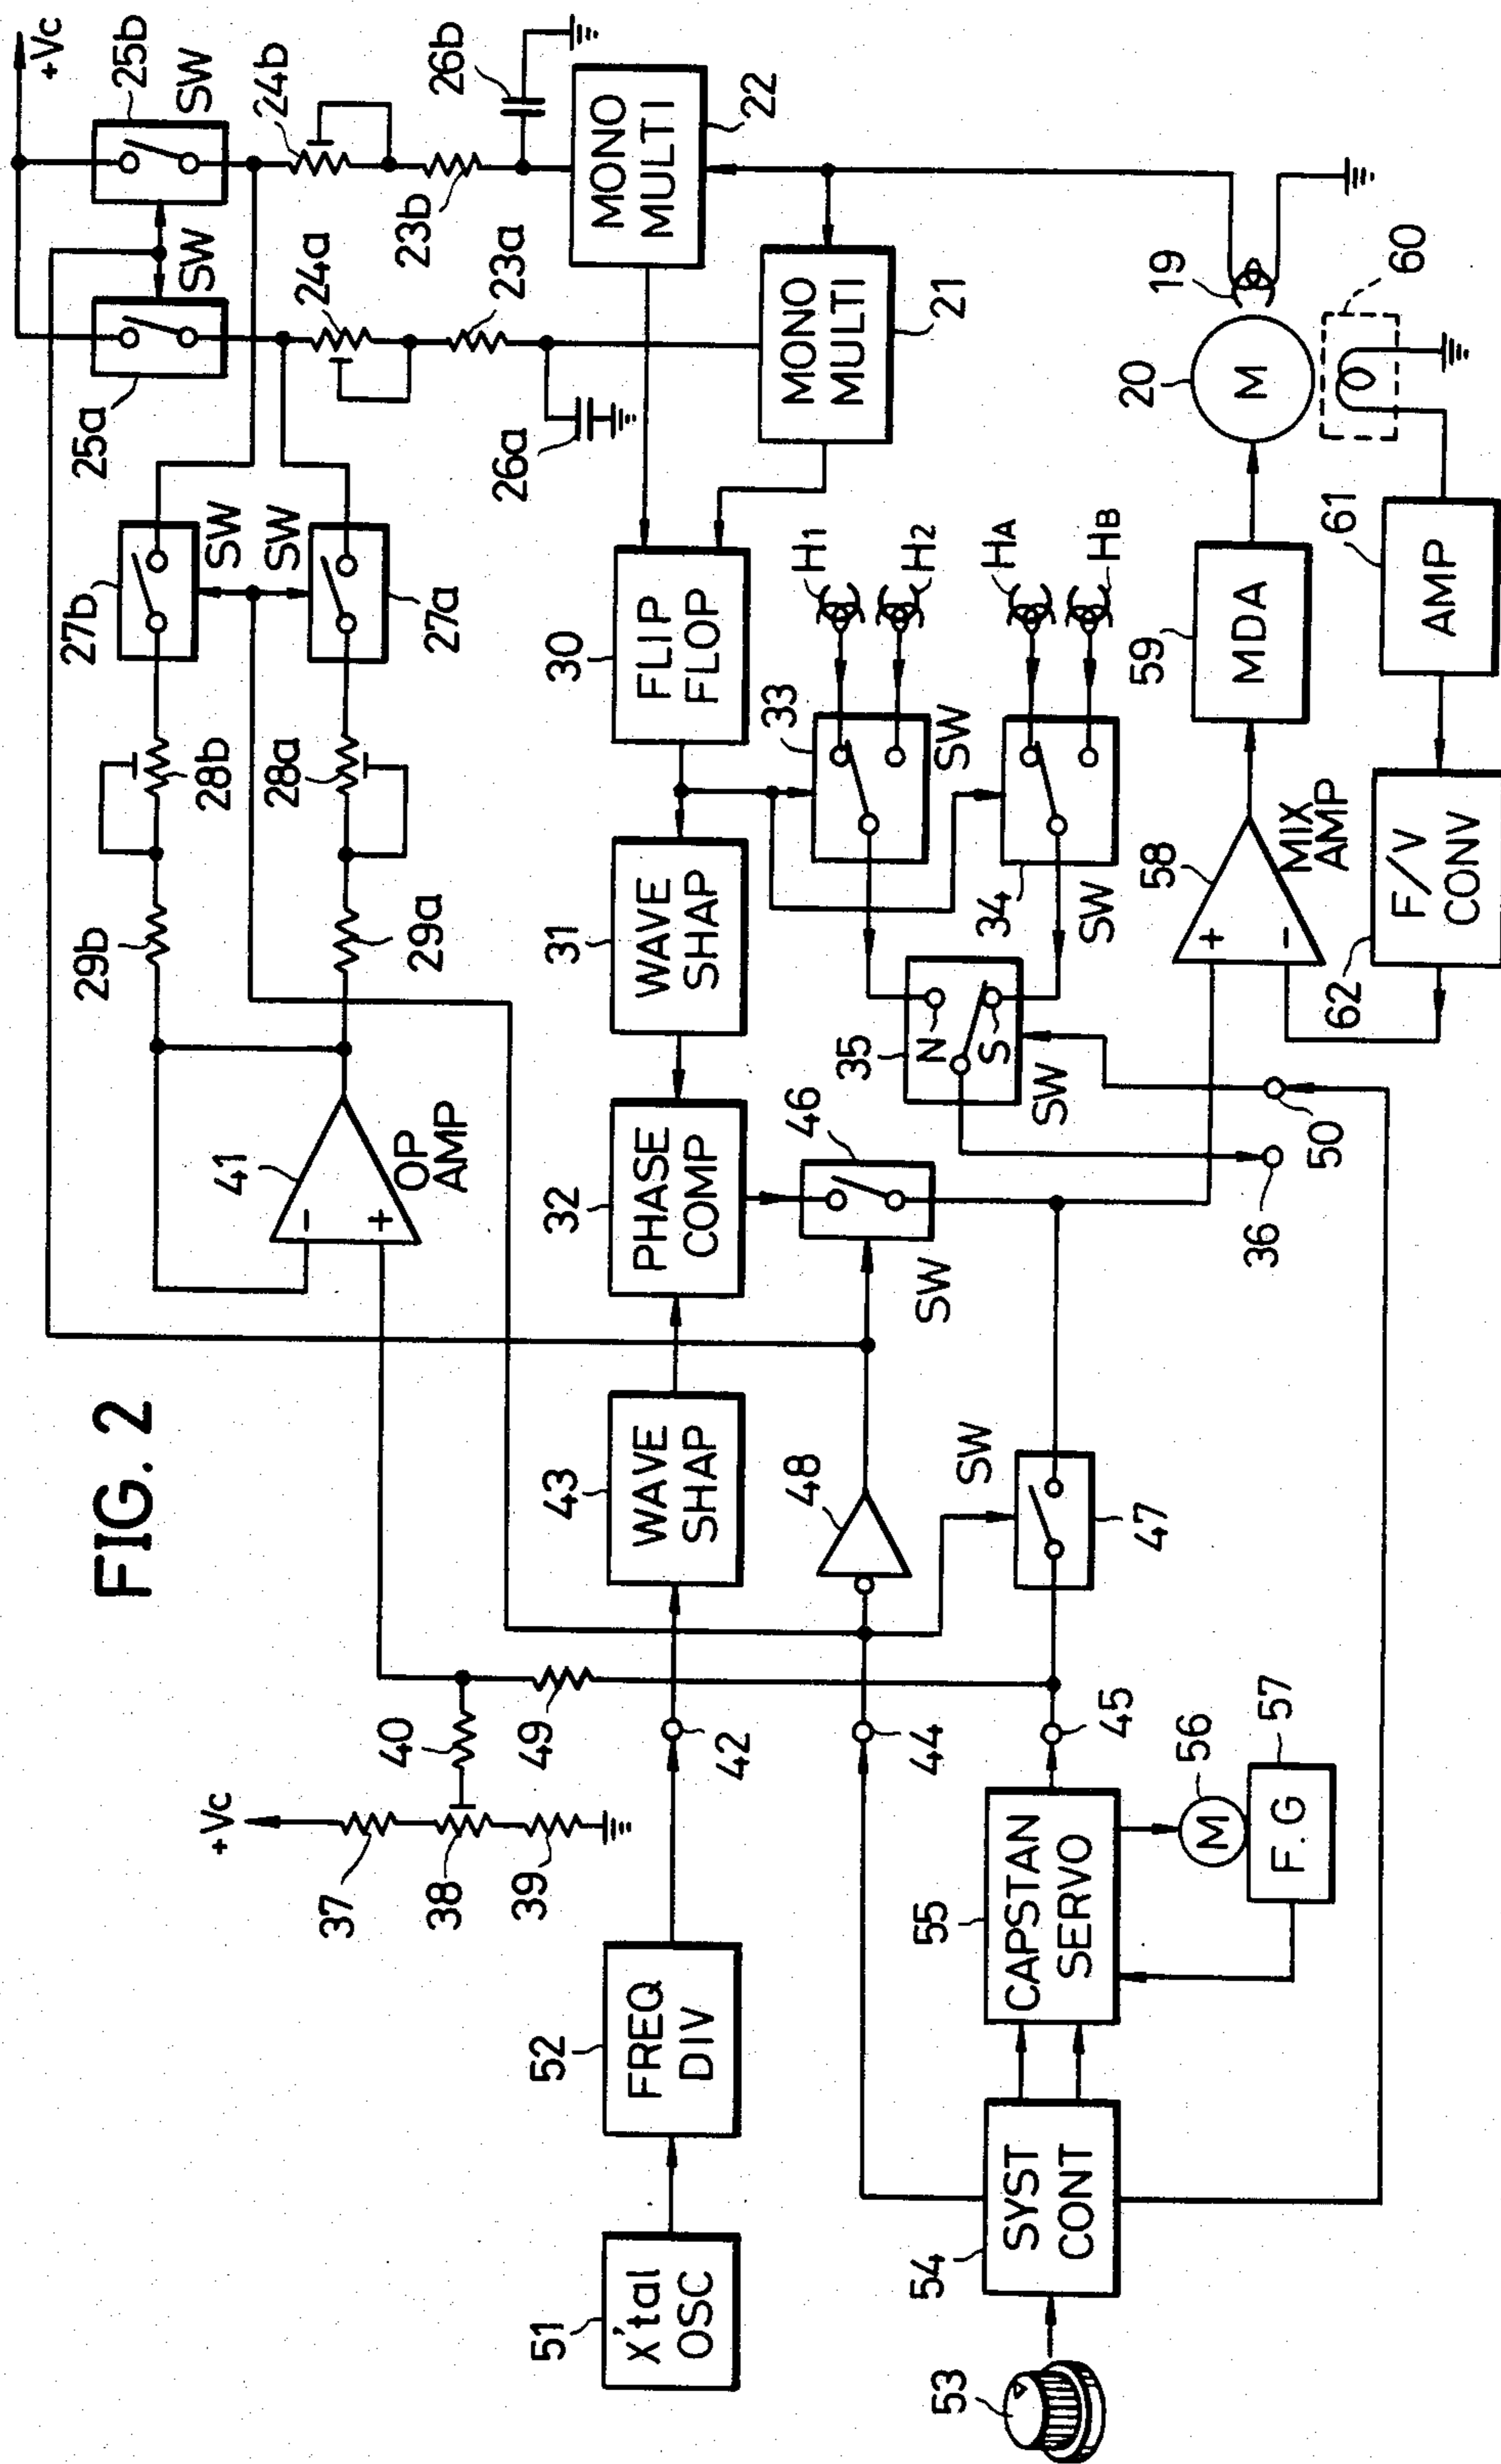 FIG. 2
+Vc
25b
SW
25a
SW
24b
24a
23b
23a
26b
26a
MONO
MULTI
22
MONO
MULTI
21
27b
SW
SW
27a
28b
28a
29b
29a
41
OP
AMP
FLIP
FLOP
30
WAVE
SHAP
31
PHASE
COMP
32
WAVE
SHAP
43
H1
H2
HA
HB
33
SW
34
SW
35
N
S
SW
46
SW
36
50
48
SW
47
19
20
M
60
MDA
59
AMP
61
F/V
CONV
62
MIX
AMP
58
+
-
-
+
+Vc
37
38
39
40
49
42
44
45
X'tal
OSC
51
FREQ
DIV
52
53
SYST
CONT
54
CAPSTAN
SERVO
55
M
56
F.G
57